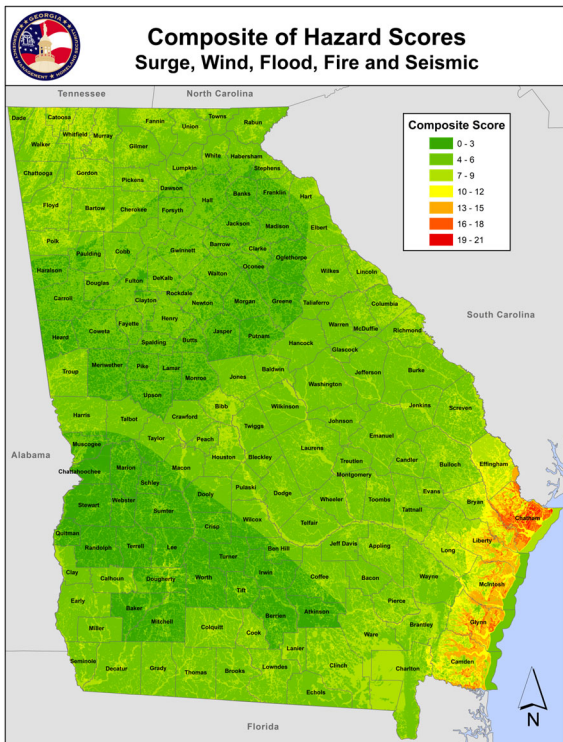 GEORGIA
EMERGENCY MANAGEMENT
HOMELAND SECURITY
Composite of Hazard Scores
Surge, Wind, Flood, Fire and Seismic
Tennessee
North Carolina
Composite Score
0 - 3
4 - 6
7 - 9
10 - 12
13 - 15
16 - 18
19 - 21
South Carolina
Alabama
Florida
N
Dade
Catoosa
Whitfield
Murray
Fannin
Union
Towns
Rabun
Walker
Gilmer
White
Habersham
Lumpkin
Stephens
Chattooga
Gordon
Pickens
Dawson
Hall
Banks
Franklin
Hart
Floyd
Bartow
Cherokee
Forsyth
Jackson
Madison
Elbert
Polk
Paulding
Cobb
Gwinnett
Barrow
Clarke
Oglethorpe
Oconee
Wilkes
Lincoln
Haralson
Douglas
Fulton
DeKalb
Walton
Rockdale
Carroll
Clayton
Newton
Morgan
Greene
Taliaferro
Columbia
Henry
Fayette
Warren
McDuffie
Richmond
Heard
Coweta
Spalding
Butts
Jasper
Putnam
Hancock
Glascock
Troup
Meriwether
Pike
Lamar
Monroe
Jones
Baldwin
Jefferson
Burke
Upson
Washington
Harris
Talbot
Crawford
Bibb
Wilkinson
Jenkins
Screven
Twiggs
Johnson
Muscogee
Taylor
Peach
Emanuel
Houston
Bleckley
Laurens
Chattahoochee
Marion
Macon
Treutlen
Candler
Bulloch
Effingham
Schley
Montgomery
Webster
Dooly
Pulaski
Dodge
Wheeler
Toombs
Evans
Bryan
Stewart
Sumter
Tattnall
Chatham
Crisp
Wilcox
Telfair
Quitman
Randolph
Terrell
Lee
Turner
Ben Hill
Jeff Davis
Appling
Long
Liberty
Clay
Calhoun
Dougherty
Worth
Irwin
Coffee
Bacon
Wayne
McIntosh
Tift
Early
Baker
Mitchell
Berrien
Atkinson
Pierce
Miller
Colquitt
Cook
Ware
Brantley
Glynn
Lanier
Seminole
Decatur
Grady
Thomas
Brooks
Lowndes
Clinch
Charlton
Camden
Echols